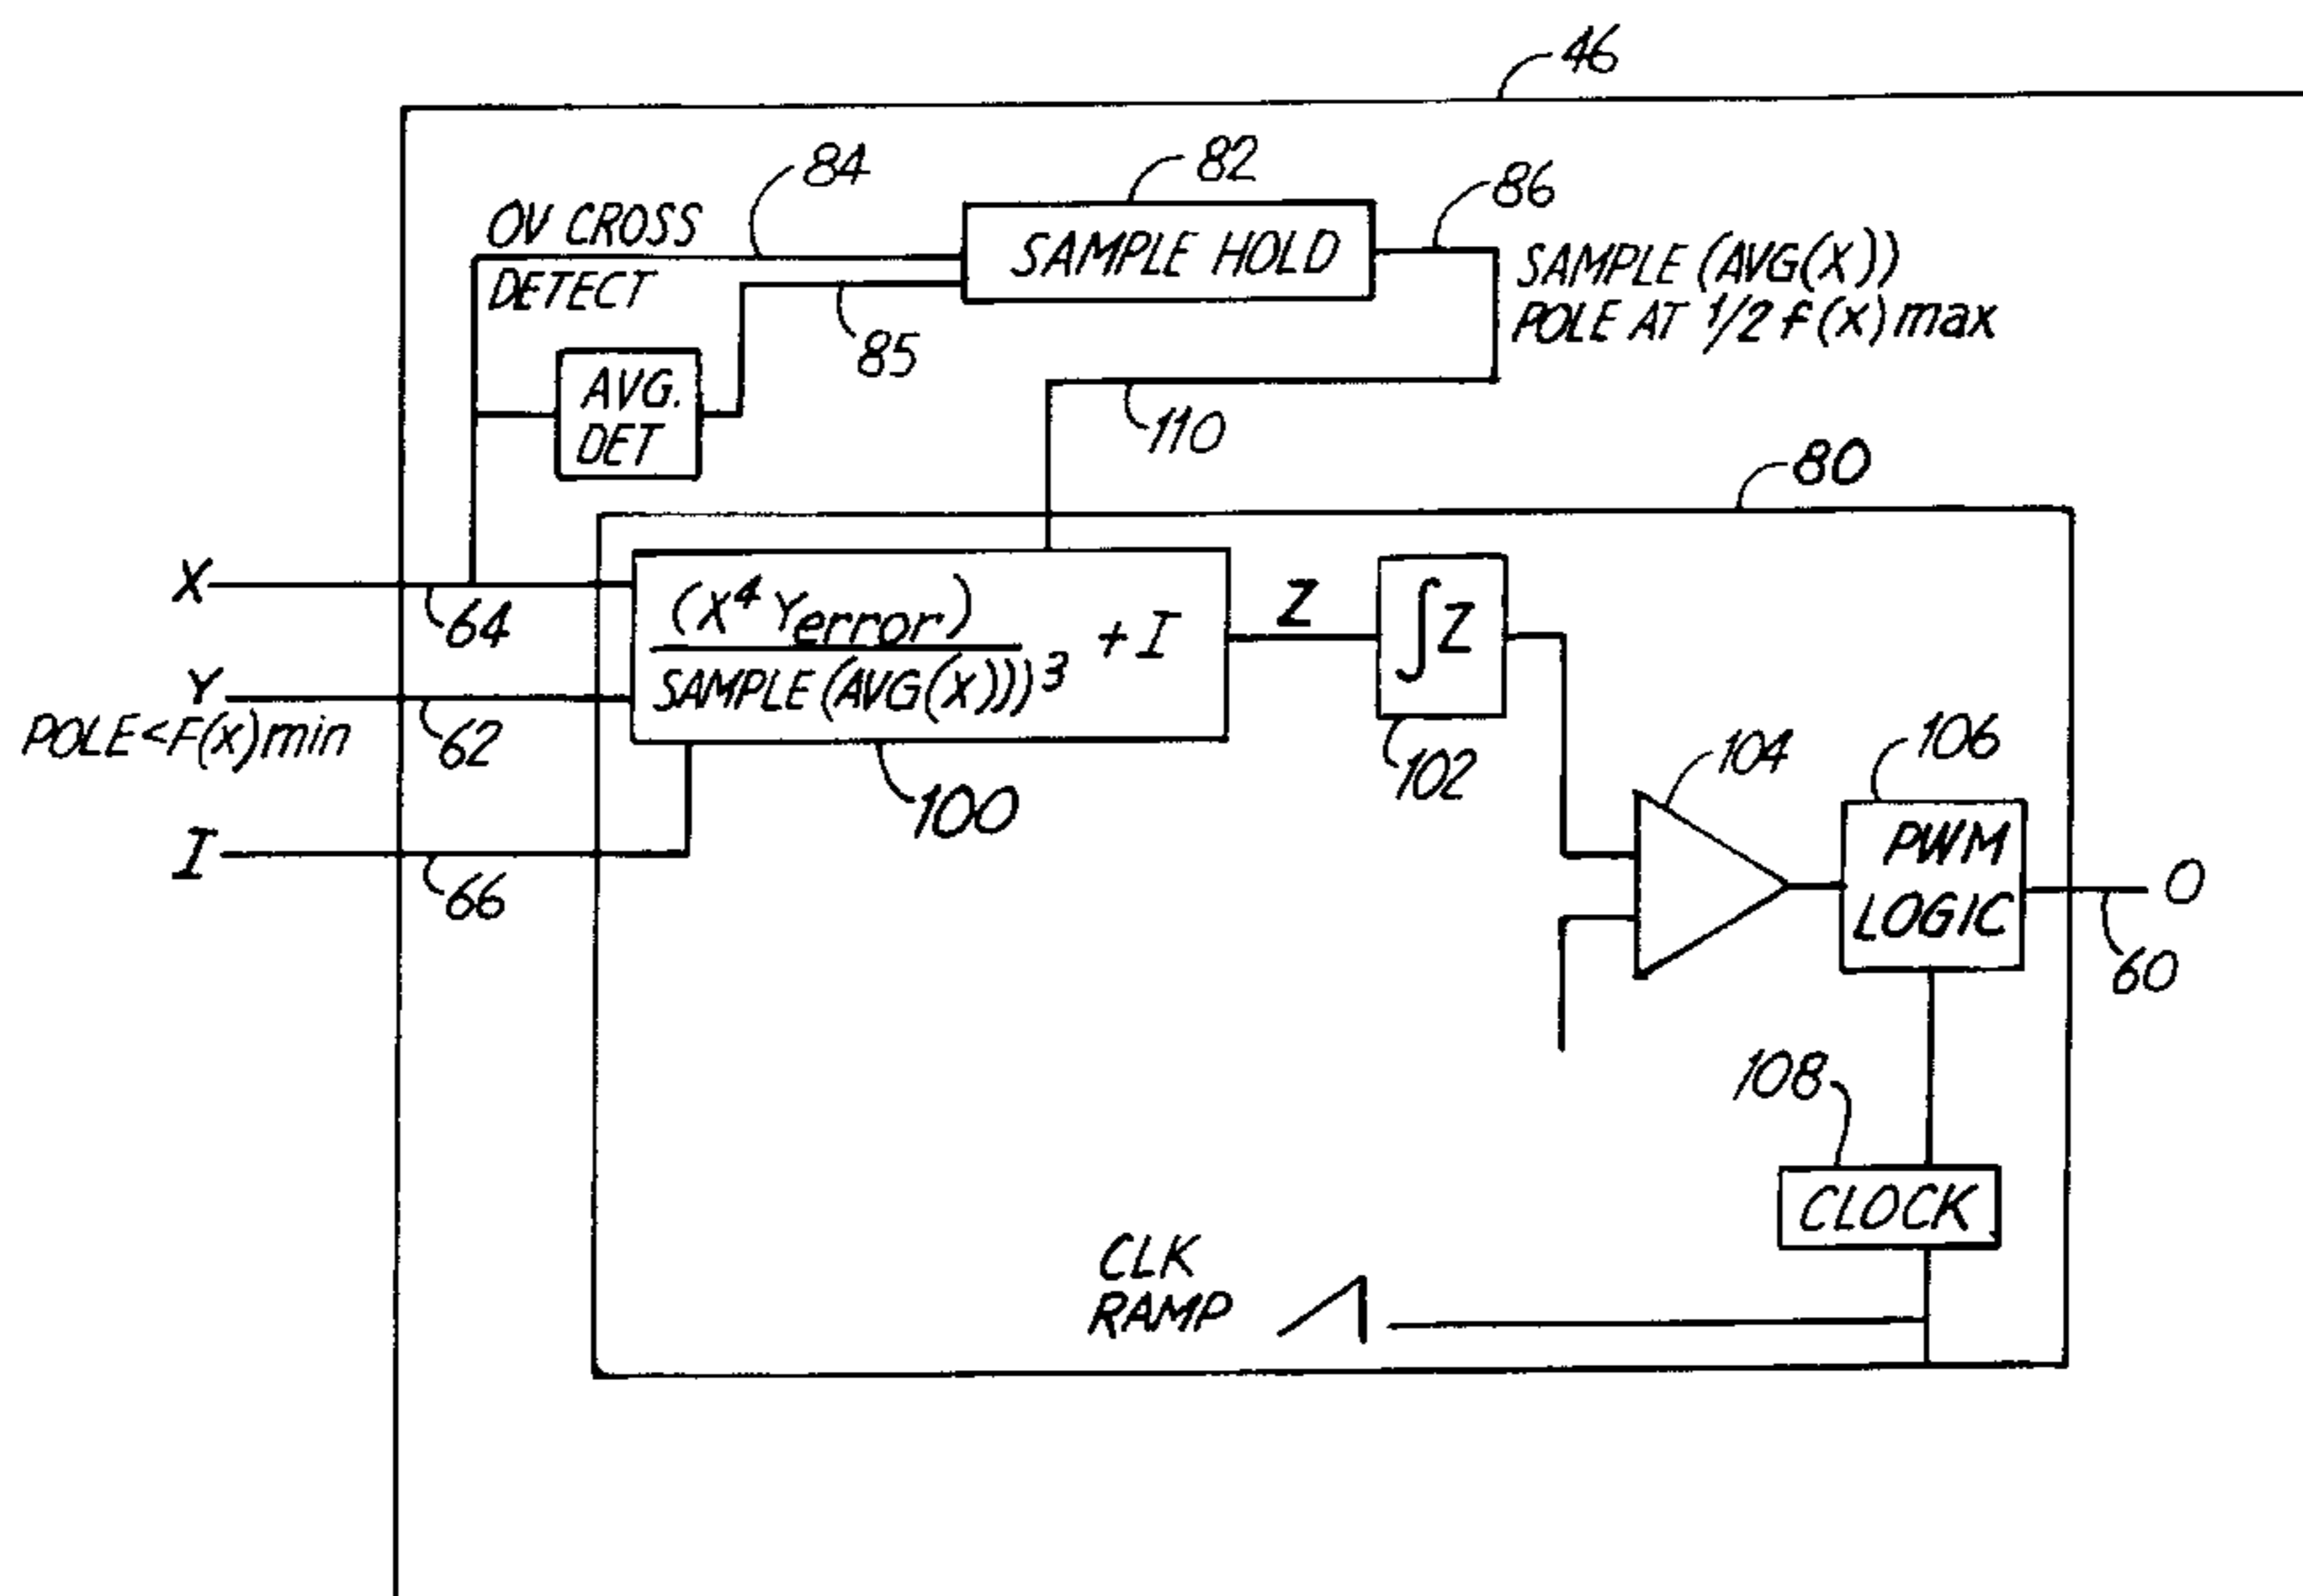 46
84
82
86
OV CROSS
DETECT
SAMPLE HOLD
SAMPLE (AVG(X))
POLE AT 1/2 f(x) max
85
AVG.
DET
110
80
X
64
(X⁴ Yerror)
SAMPLE (AVG(X)))³
+ I
Z
∫Z
Y
POLE<F(x)min
62
100
102
104
106
I
66
PWM
LOGIC
O
60
108
CLOCK
CLK
RAMP